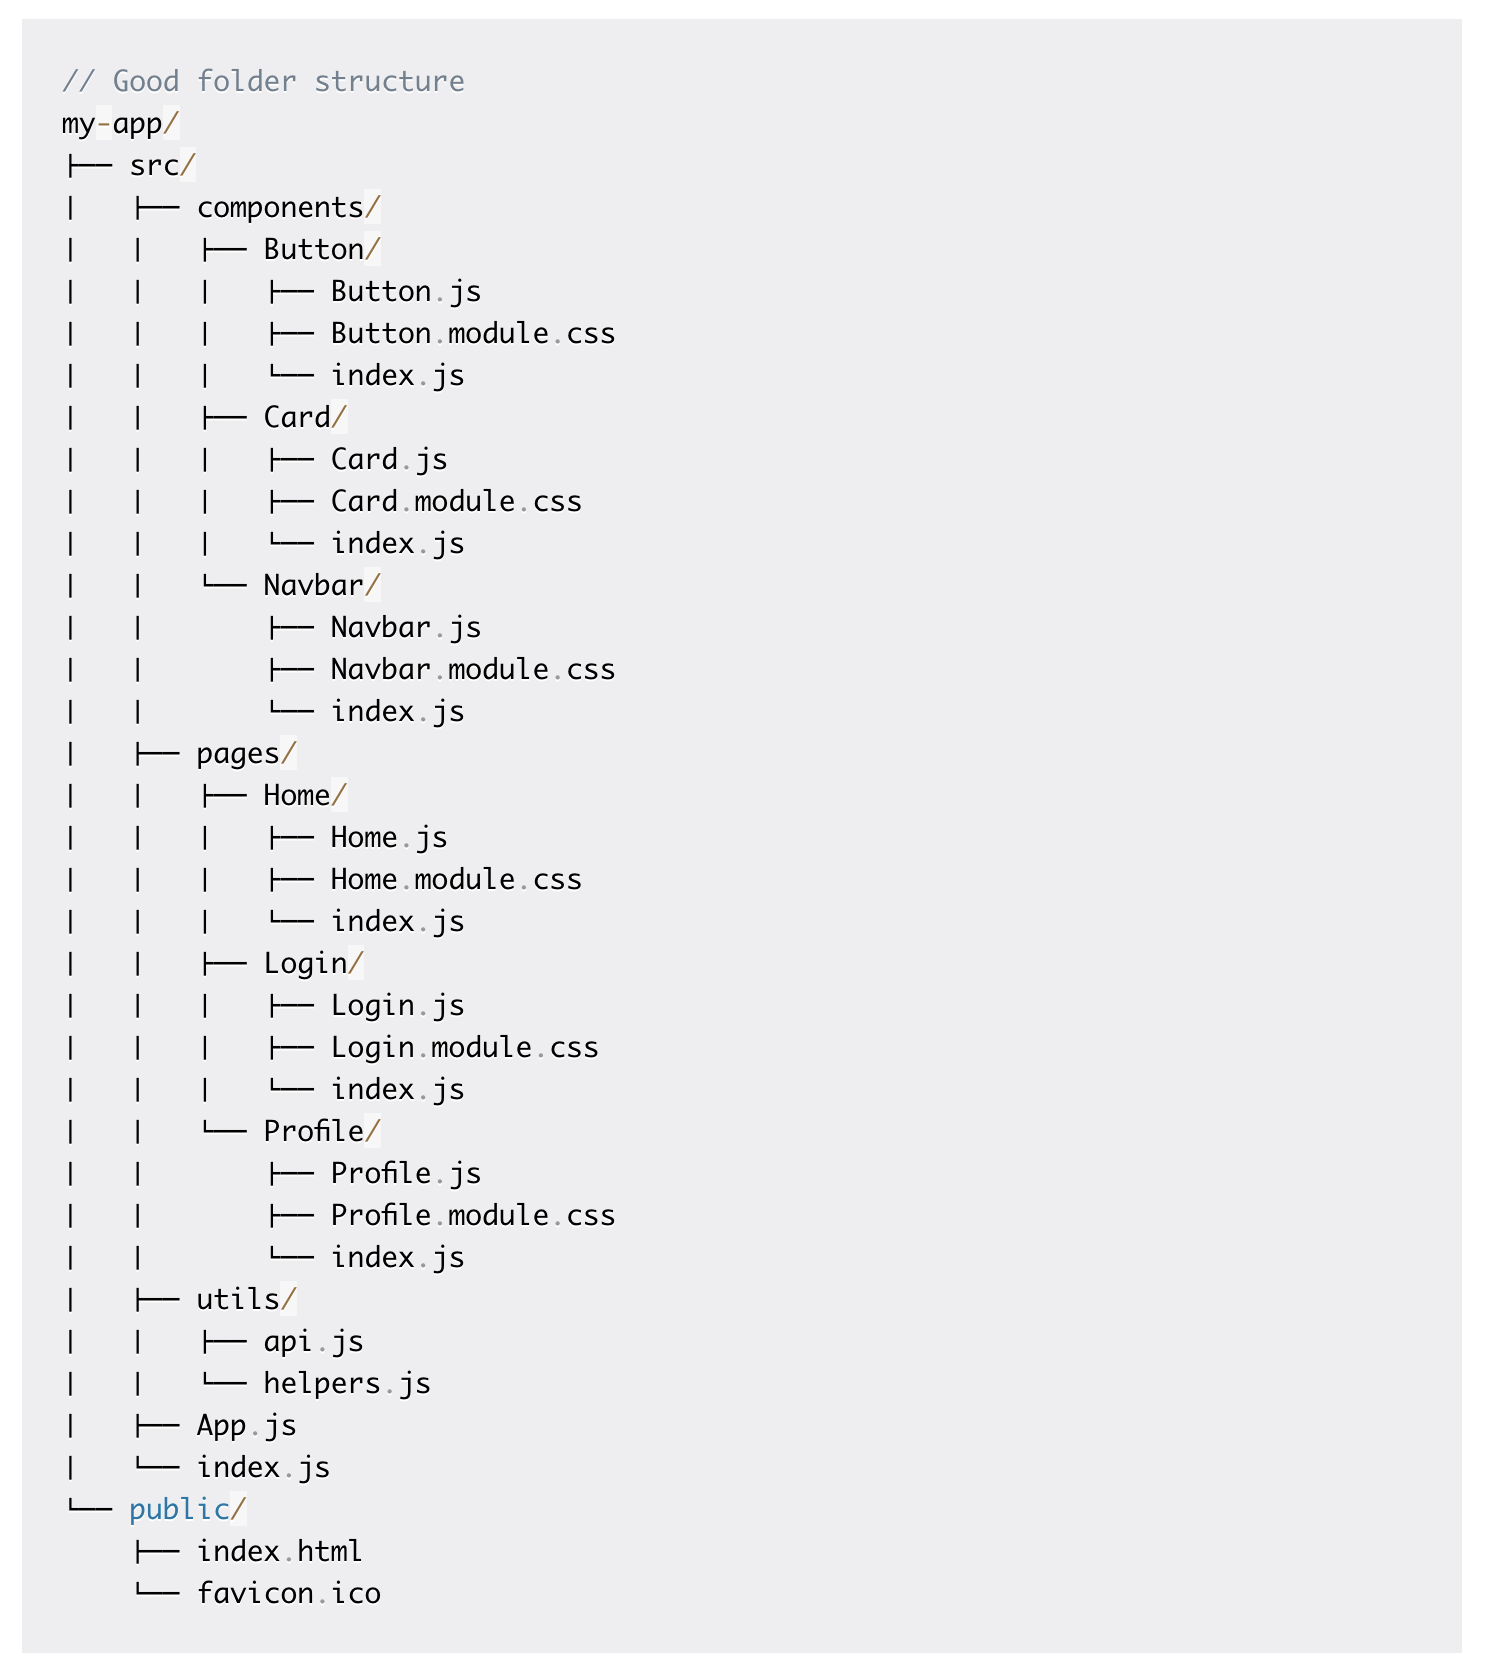 // Good folder structure
my-app/
├── src/
│   ├── components/
│   │   ├── Button/
│   │   │   ├── Button.js
│   │   │   ├── Button.module.css
│   │   │   └── index.js
│   │   ├── Card/
│   │   │   ├── Card.js
│   │   │   ├── Card.module.css
│   │   │   └── index.js
│   │   └── Navbar/
│   │       ├── Navbar.js
│   │       ├── Navbar.module.css
│   │       └── index.js
│   ├── pages/
│   │   ├── Home/
│   │   │   ├── Home.js
│   │   │   ├── Home.module.css
│   │   │   └── index.js
│   │   ├── Login/
│   │   │   ├── Login.js
│   │   │   ├── Login.module.css
│   │   │   └── index.js
│   │   └── Profile/
│   │       ├── Profile.js
│   │       ├── Profile.module.css
│   │       └── index.js
│   ├── utils/
│   │   ├── api.js
│   │   └── helpers.js
│   ├── App.js
│   └── index.js
└── public/
    ├── index.html
    └── favicon.ico